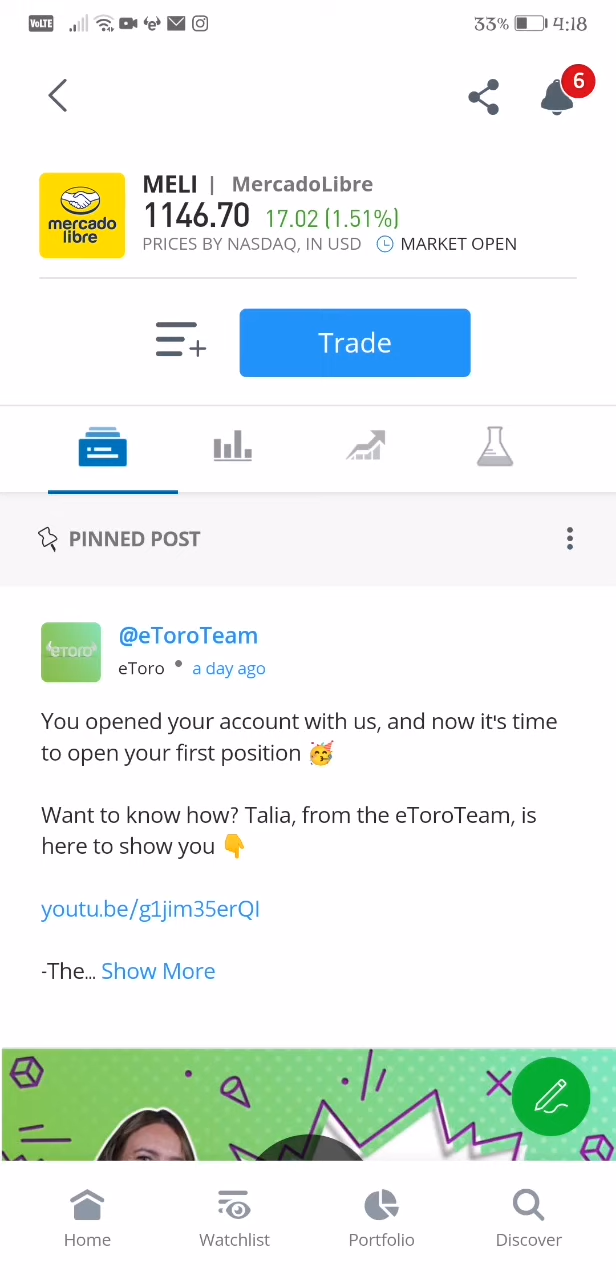 VoLTE 33% 4:18
6
MELI | MercadoLibre
mercado
libre
1146.70 17.02 (1.51%)
PRICES BY NASDAQ, IN USD MARKET OPEN
Trade
PINNED POST
@eToroTeam
eToro
eToro • a day ago
You opened your account with us, and now it's time
to open your first position 🥳
Want to know how? Talia, from the eToroTeam, is
here to show you 👇
youtu.be/g1jim35erQI
-The... Show More
Home Watchlist Portfolio Discover